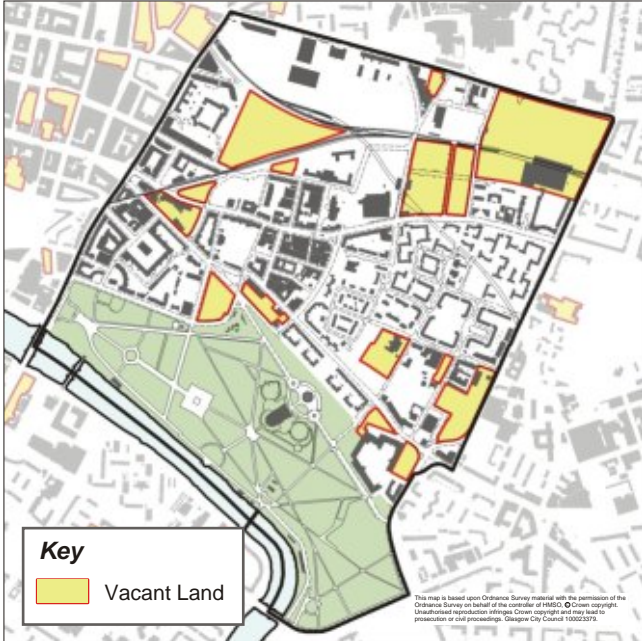 Key
Vacant Land
This map is based upon Ordnance Survey material with the permission of the
Ordnance Survey on behalf of the controller of HMSO, © Crown copyright.
Unauthorised reproduction infringes Crown copyright and may lead to
prosecution or civil proceedings. Glasgow City Council 100023379.